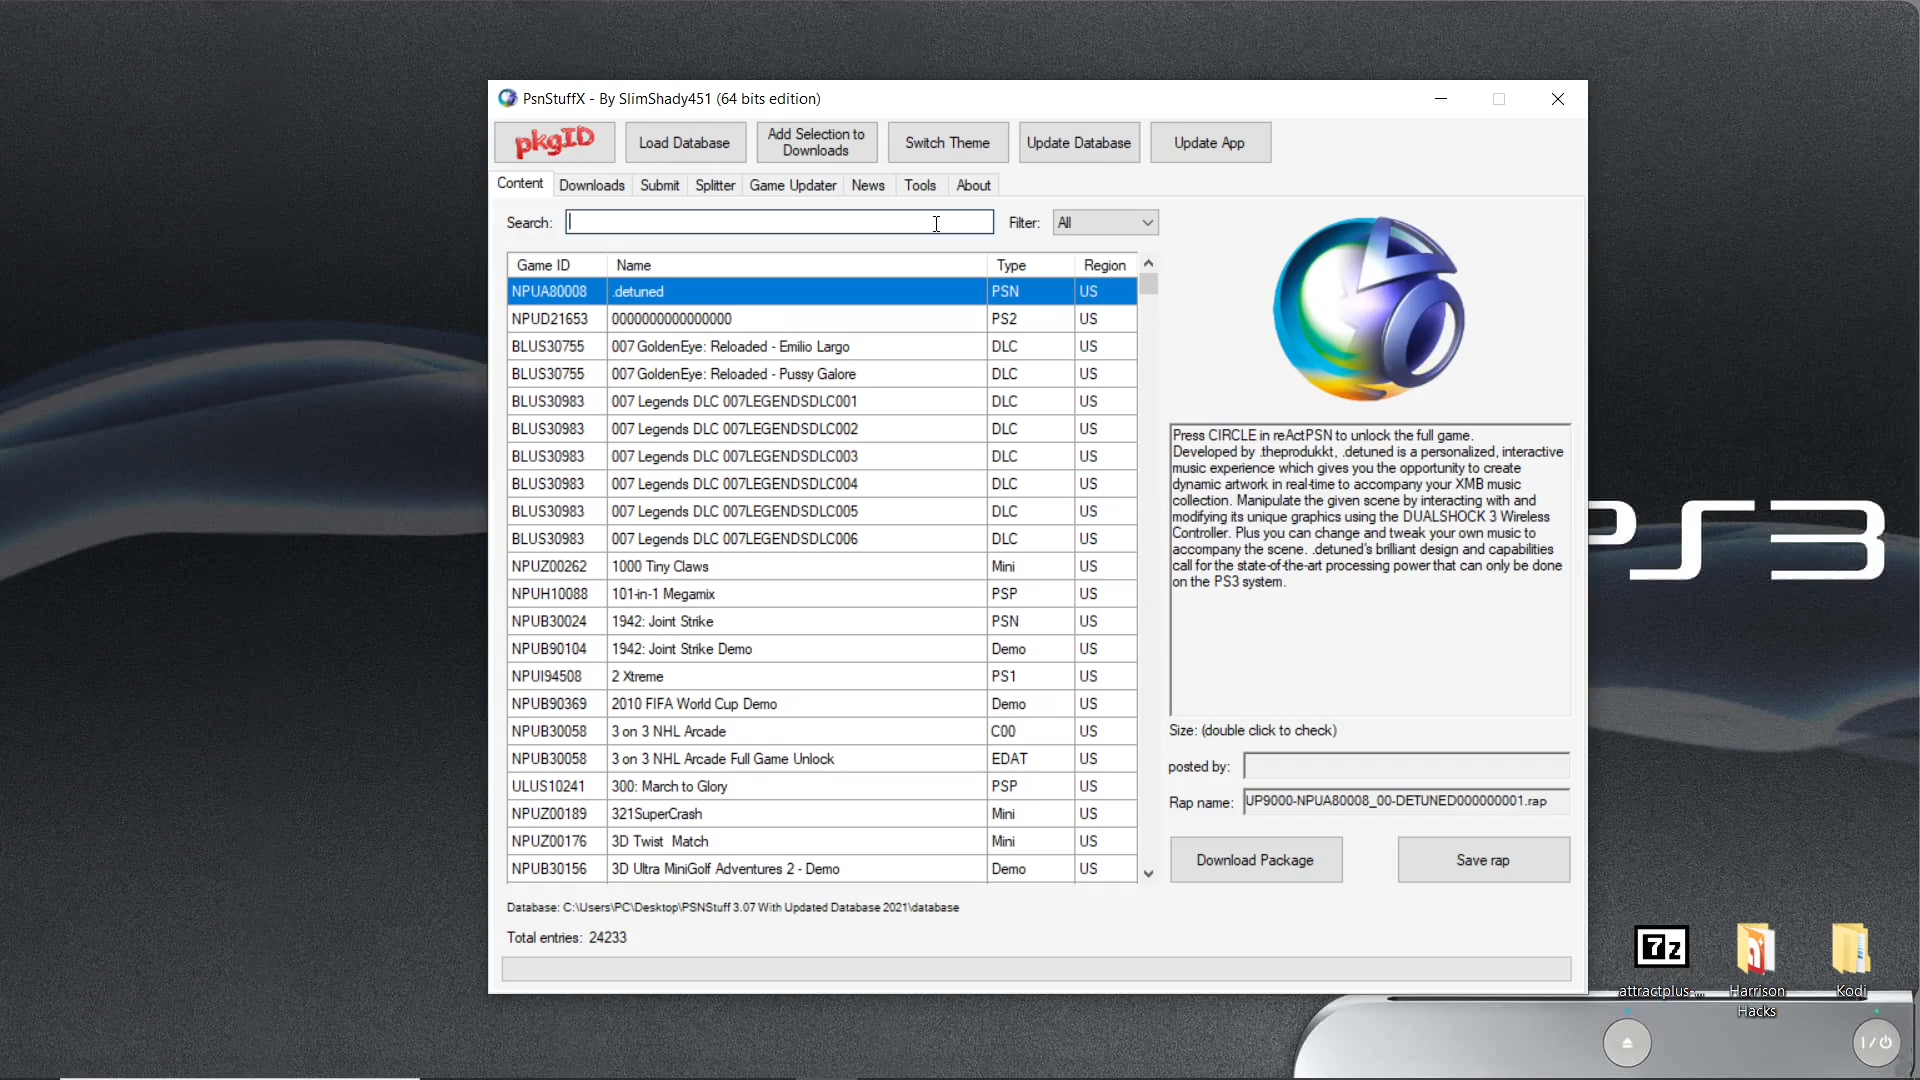 PsnStuffX - By SlimShady451 (64 bits edition)
pkgID
Load Database
Add Selection to
Downloads
Switch Theme
Update Database
Update App
Content
Downloads
Submit
Splitter
Game Updater
News
Tools
About
Search:
Filter:
All
Game ID Name Type Region
NPUA80008 .detuned PSN US
NPUD21653 0000000000000000 PS2 US
BLUS30755 007 GoldenEye: Reloaded - Emilio Largo DLC US
BLUS30755 007 GoldenEye: Reloaded - Pussy Galore DLC US
BLUS30983 007 Legends DLC 007LEGENDSDLC001 DLC US
BLUS30983 007 Legends DLC 007LEGENDSDLC002 DLC US
BLUS30983 007 Legends DLC 007LEGENDSDLC003 DLC US
BLUS30983 007 Legends DLC 007LEGENDSDLC004 DLC US
BLUS30983 007 Legends DLC 007LEGENDSDLC005 DLC US
BLUS30983 007 Legends DLC 007LEGENDSDLC006 DLC US
NPUZ00262 1000 Tiny Claws Mini US
NPUH10088 101-in-1 Megamix PSP US
NPUB30024 1942: Joint Strike PSN US
NPUB90104 1942: Joint Strike Demo Demo US
NPUI94508 2 Xtreme PS1 US
NPUB90369 2010 FIFA World Cup Demo Demo US
NPUB30058 3 on 3 NHL Arcade C00 US
NPUB30058 3 on 3 NHL Arcade Full Game Unlock EDAT US
ULUS10241 300: March to Glory PSP US
NPUZ00189 321SuperCrash Mini US
NPUZ00176 3D Twist  Match Mini US
NPUB30156 3D Ultra MiniGolf Adventures 2 - Demo Demo US
Press CIRCLE in reActPSN to unlock the full game.
Developed by .theprodukkt, .detuned is a personalized, interactive
music experience which gives you the opportunity to create
dynamic artwork in real-time to accompany your XMB music
collection. Manipulate the given scene by interacting with and
modifying its unique graphics using the DUALSHOCK 3 Wireless
Controller. Plus you can change and tweak your own music to
accompany the scene. .detuned's brilliant design and capabilities
call for the state-of-the-art processing power that can only be done
on the PS3 system.
Size: (double click to check)
posted by:
Rap name: UP9000-NPUA80008_00-DETUNED000000001.rap
Download Package
Save rap
Database: C:\Users\PC\Desktop\PSNStuff 3.07 With Updated Database 2021\database
Total entries: 24233
PS3
7z
attractplus-...
Harrison
Hacks
Kodi